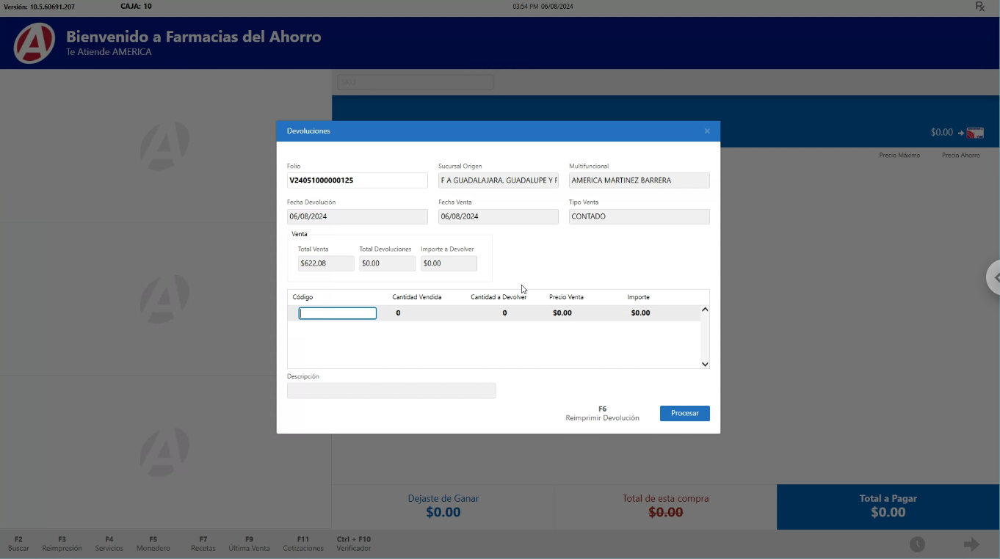 Versión: 10.5.60691.207
CAJA: 10
03:54 PM 06/08/2024
Rx
Bienvenido a Farmacias del Ahorro
Te Atiende AMERICA
SKU
$0.00
Precio Máximo
Precio Ahorro
Devoluciones
Folio
Sucursal Origen
Multifuncional
V24051000000125
F A GUADALAJARA, GUADALUPE Y F
AMERICA MARTINEZ BARRERA
Fecha Devolución
Fecha Venta
Tipo Venta
06/08/2024
06/08/2024
CONTADO
Venta
Total Venta
Total Devoluciones
Importe a Devolver
$622.08
$0.00
$0.00
Código
Cantidad Vendida
Cantidad a Devolver
Precio Venta
Importe
0
0
$0.00
$0.00
Descripción
F6
Reimprimir Devolución
Procesar
Dejaste de Ganar
$0.00
Total de esta compra
$0.00
Total a Pagar
$0.00
F2
Buscar
F3
Reimpresión
F4
Servicios
F5
Monedero
F7
Recetas
F9
Última Venta
F11
Cotizaciones
Ctrl + F10
Verificador